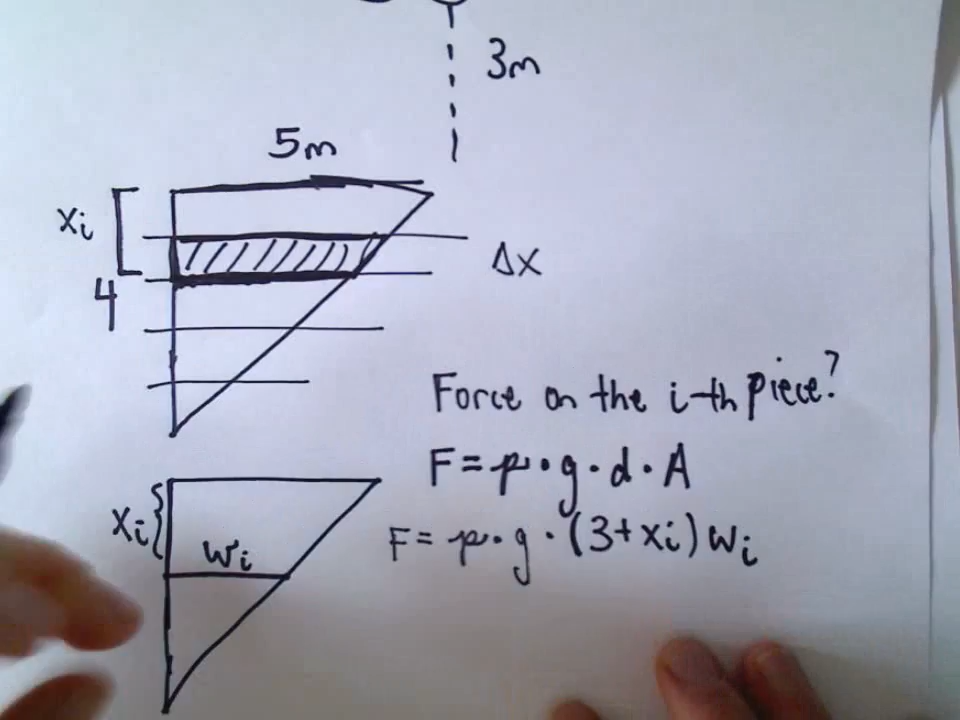 3m
5m
xi
Δx
4
Force on the i-th piece?
F = p · g · d · A
xi
wi
F = p · g · (3 + xi) wi